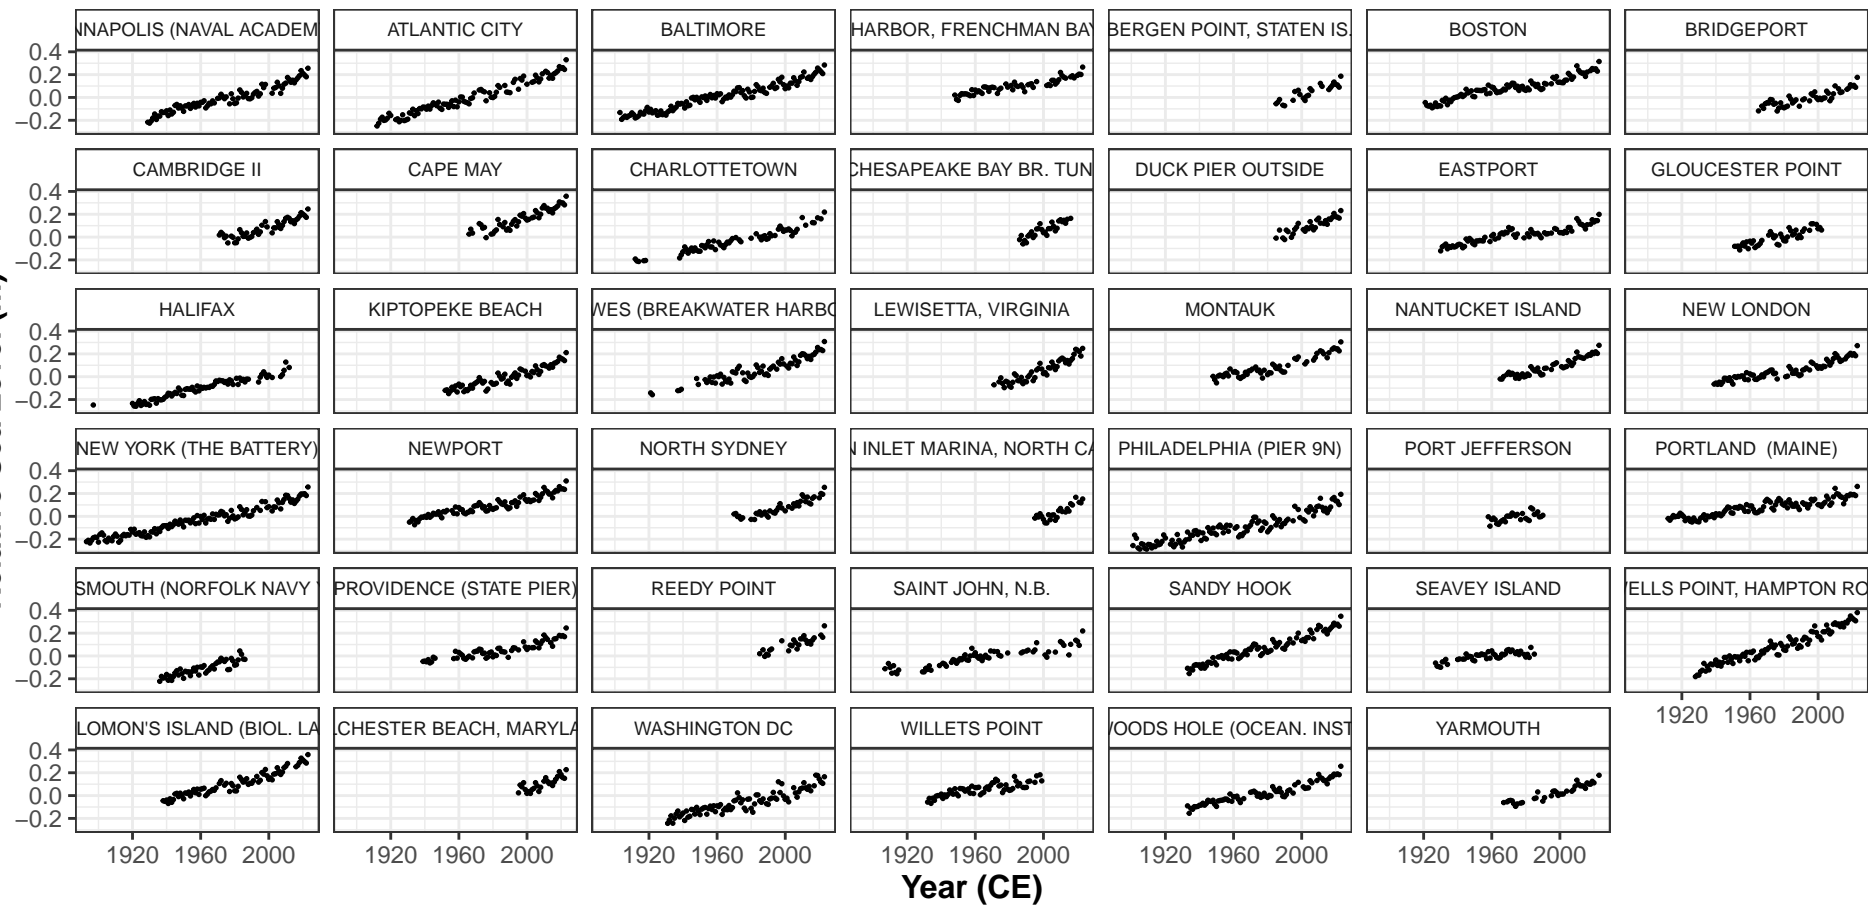 NNAPOLIS (NAVAL ACADEM ATLANTIC CITY BALTIMORE HARBOR, FRENCHMAN BAY BERGEN POINT, STATEN IS. BOSTON BRIDGEPORT
0.4
0.2
0.0
−0.2
CAMBRIDGE II CAPE MAY CHARLOTTETOWN CHESAPEAKE BAY BR. TUN DUCK PIER OUTSIDE EASTPORT GLOUCESTER POINT
0.4
0.2
0.0
−0.2
HALIFAX KIPTOPEKE BEACH WES (BREAKWATER HARBO LEWISETTA, VIRGINIA MONTAUK NANTUCKET ISLAND NEW LONDON
0.4
0.2
0.0
−0.2
NEW YORK (THE BATTERY) NEWPORT NORTH SYDNEY N INLET MARINA, NORTH CA PHILADELPHIA (PIER 9N) PORT JEFFERSON PORTLAND (MAINE)
0.4
0.2
0.0
−0.2
SMOUTH (NORFOLK NAVY PROVIDENCE (STATE PIER) REEDY POINT SAINT JOHN, N.B. SANDY HOOK SEAVEY ISLAND ELLS POINT, HAMPTON RO
0.4
0.2
0.0
−0.2
1920 1960 2000
LOMON'S ISLAND (BIOL. LA CHESTER BEACH, MARYLA WASHINGTON DC WILLETS POINT OODS HOLE (OCEAN. INST YARMOUTH
0.4
0.2
0.0
−0.2
1920 1960 2000 1920 1960 2000 1920 1960 2000 1920 1960 2000 1920 1960 2000 1920 1960 2000
Year (CE)